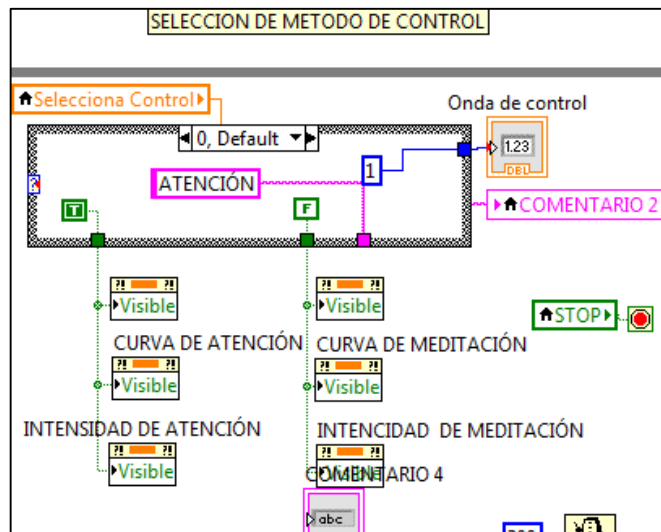 SELECCION DE METODO DE CONTROL
Selecciona Control
Onda de control
0, Default
1.23
DBL
?
ATENCIÓN
1
COMENTARIO 2
T
F
?! ?!
Visible
?! ?!
Visible
STOP
CURVA DE ATENCIÓN
CURVA DE MEDITACIÓN
?! ?!
Visible
?! ?!
Visible
INTENSIDAD DE ATENCIÓN
INTENCIDAD DE MEDITACIÓN
?! ?!
Visible
?! ?!
Visible
COMENTARIO 4
abc